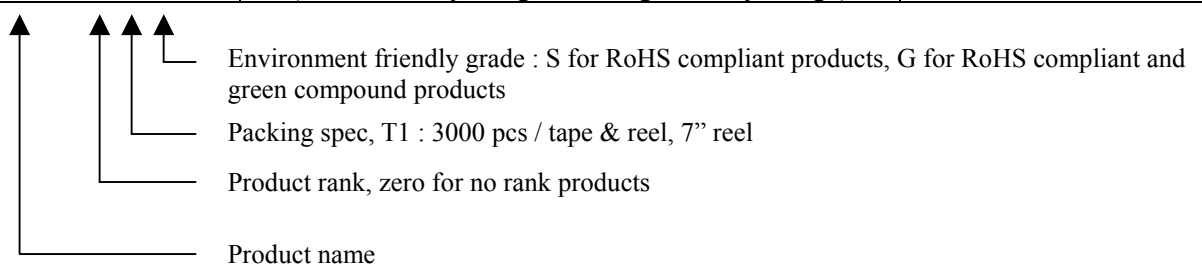 Environment friendly grade : S for RoHS compliant products, G for RoHS compliant and
green compound products
Packing spec, T1 : 3000 pcs / tape & reel, 7” reel
Product rank, zero for no rank products
Product name